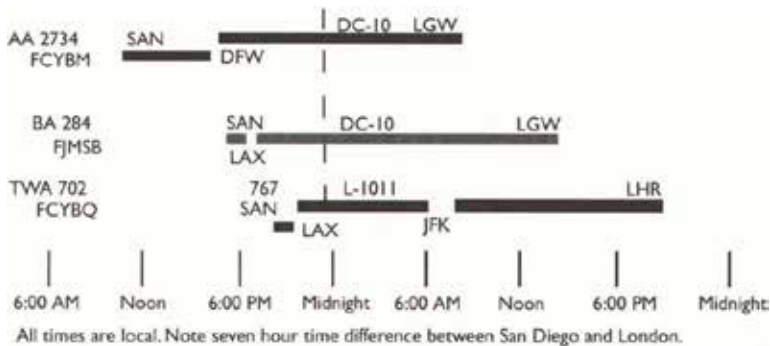 DC-10 LGW
AA 2734 SAN
FCYBM DFW
BA 284 SAN DC-10 LGW
FJMSB LAX
TWA 702 767 L-1011 LHR
FCYBQ SAN LAX JFK
6:00 AM Noon 6:00 PM Midnight 6:00 AM Noon 6:00 PM Midnight
All times are local. Note seven hour time difference between San Diego and London.